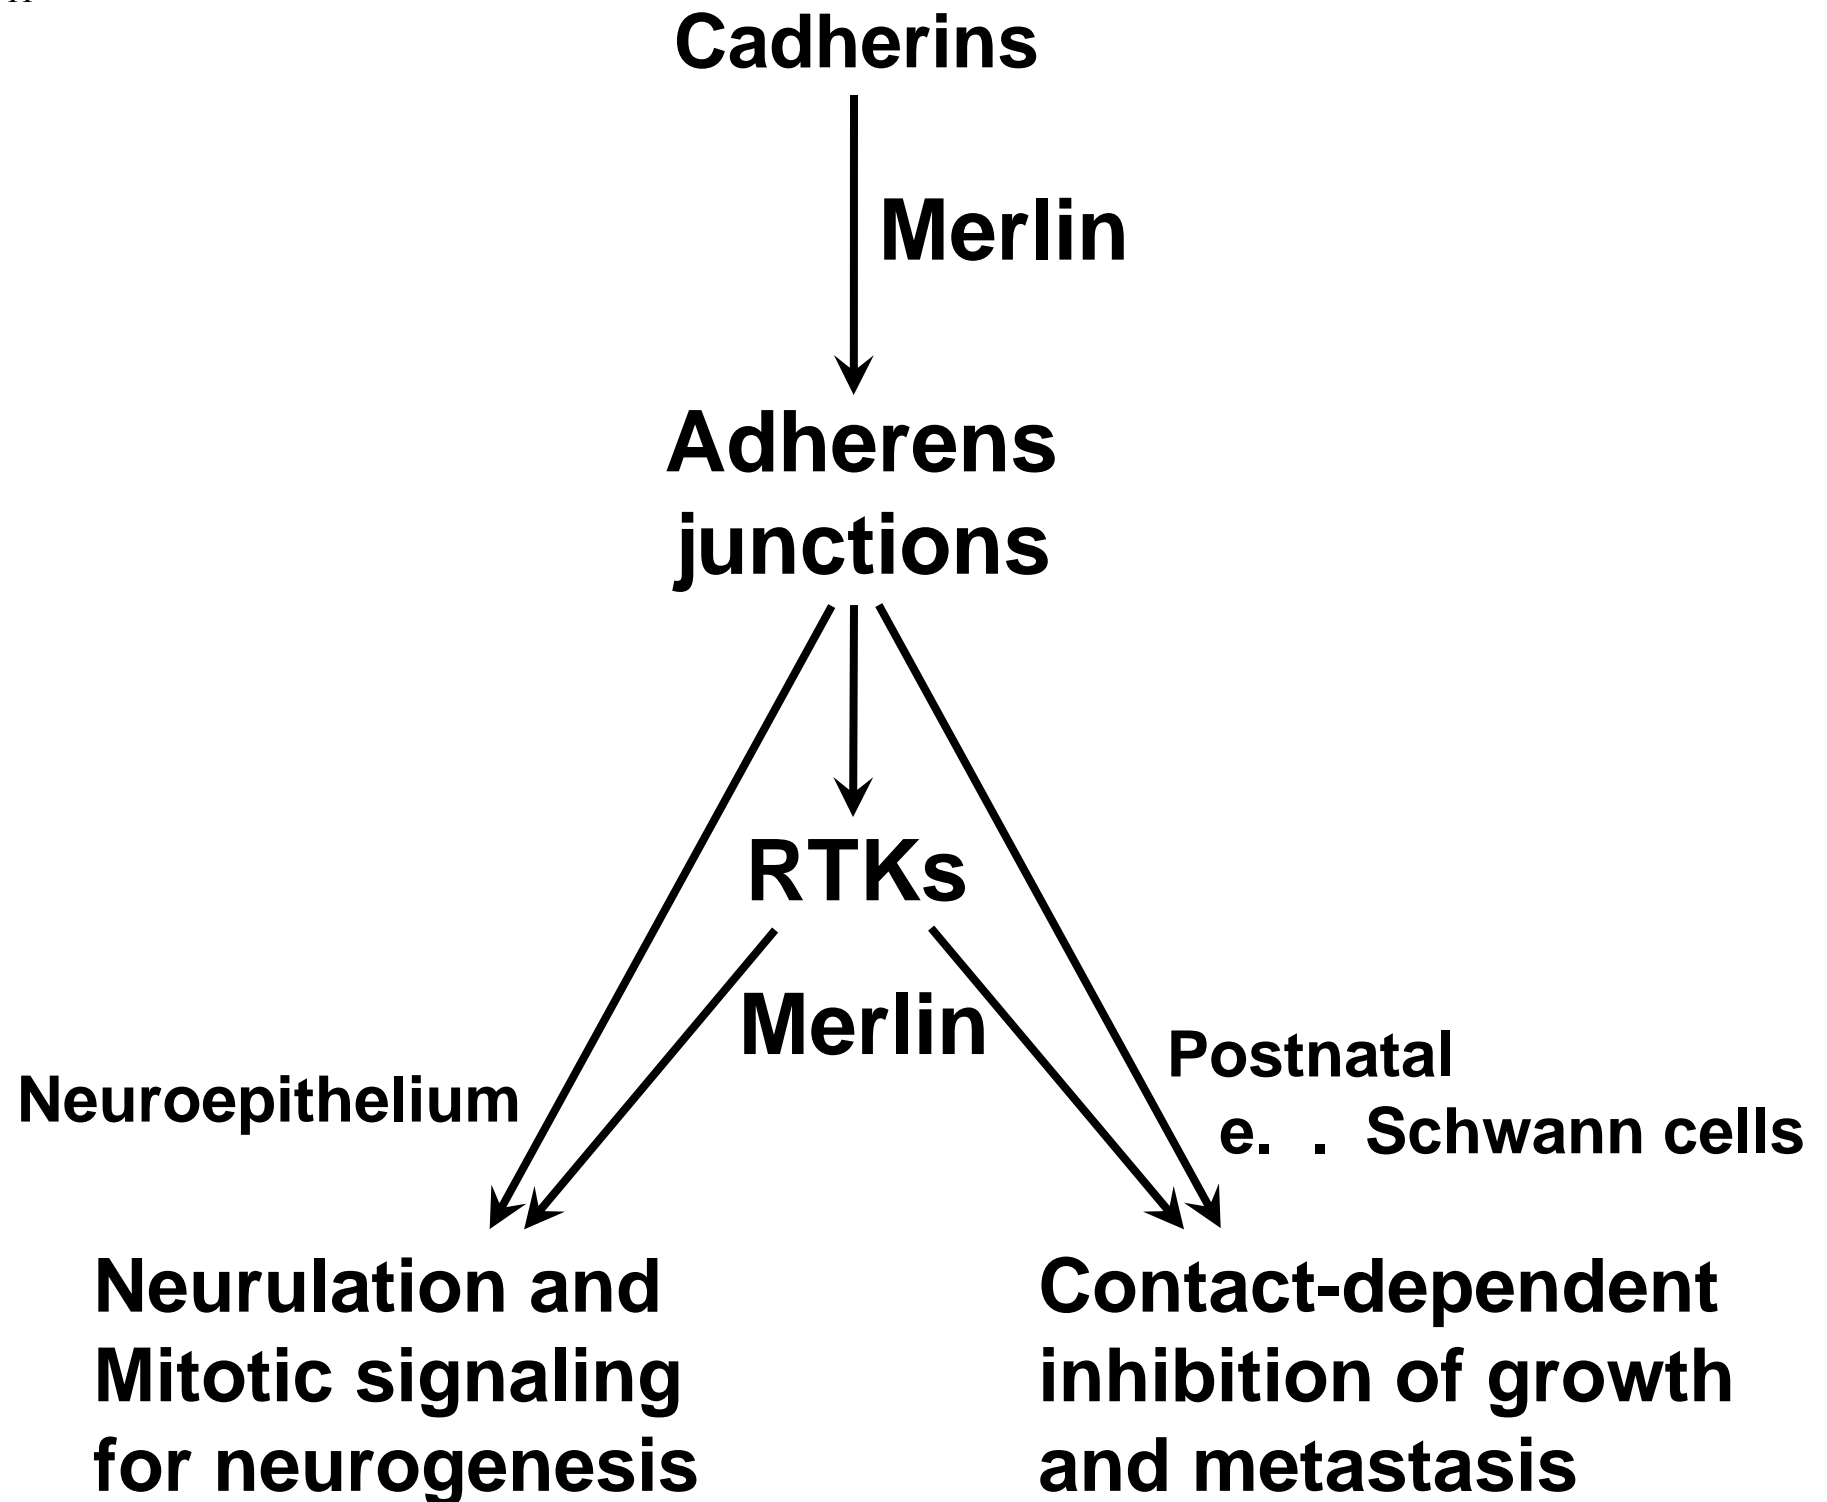 Cadherins
Merlin
Adherens
junctions
RTKs
Merlin
Neuroepithelium
Postnatal
e. . Schwann cells
Neurulation and
Mitotic signaling
for neurogenesis
Contact-dependent
inhibition of growth
and metastasis